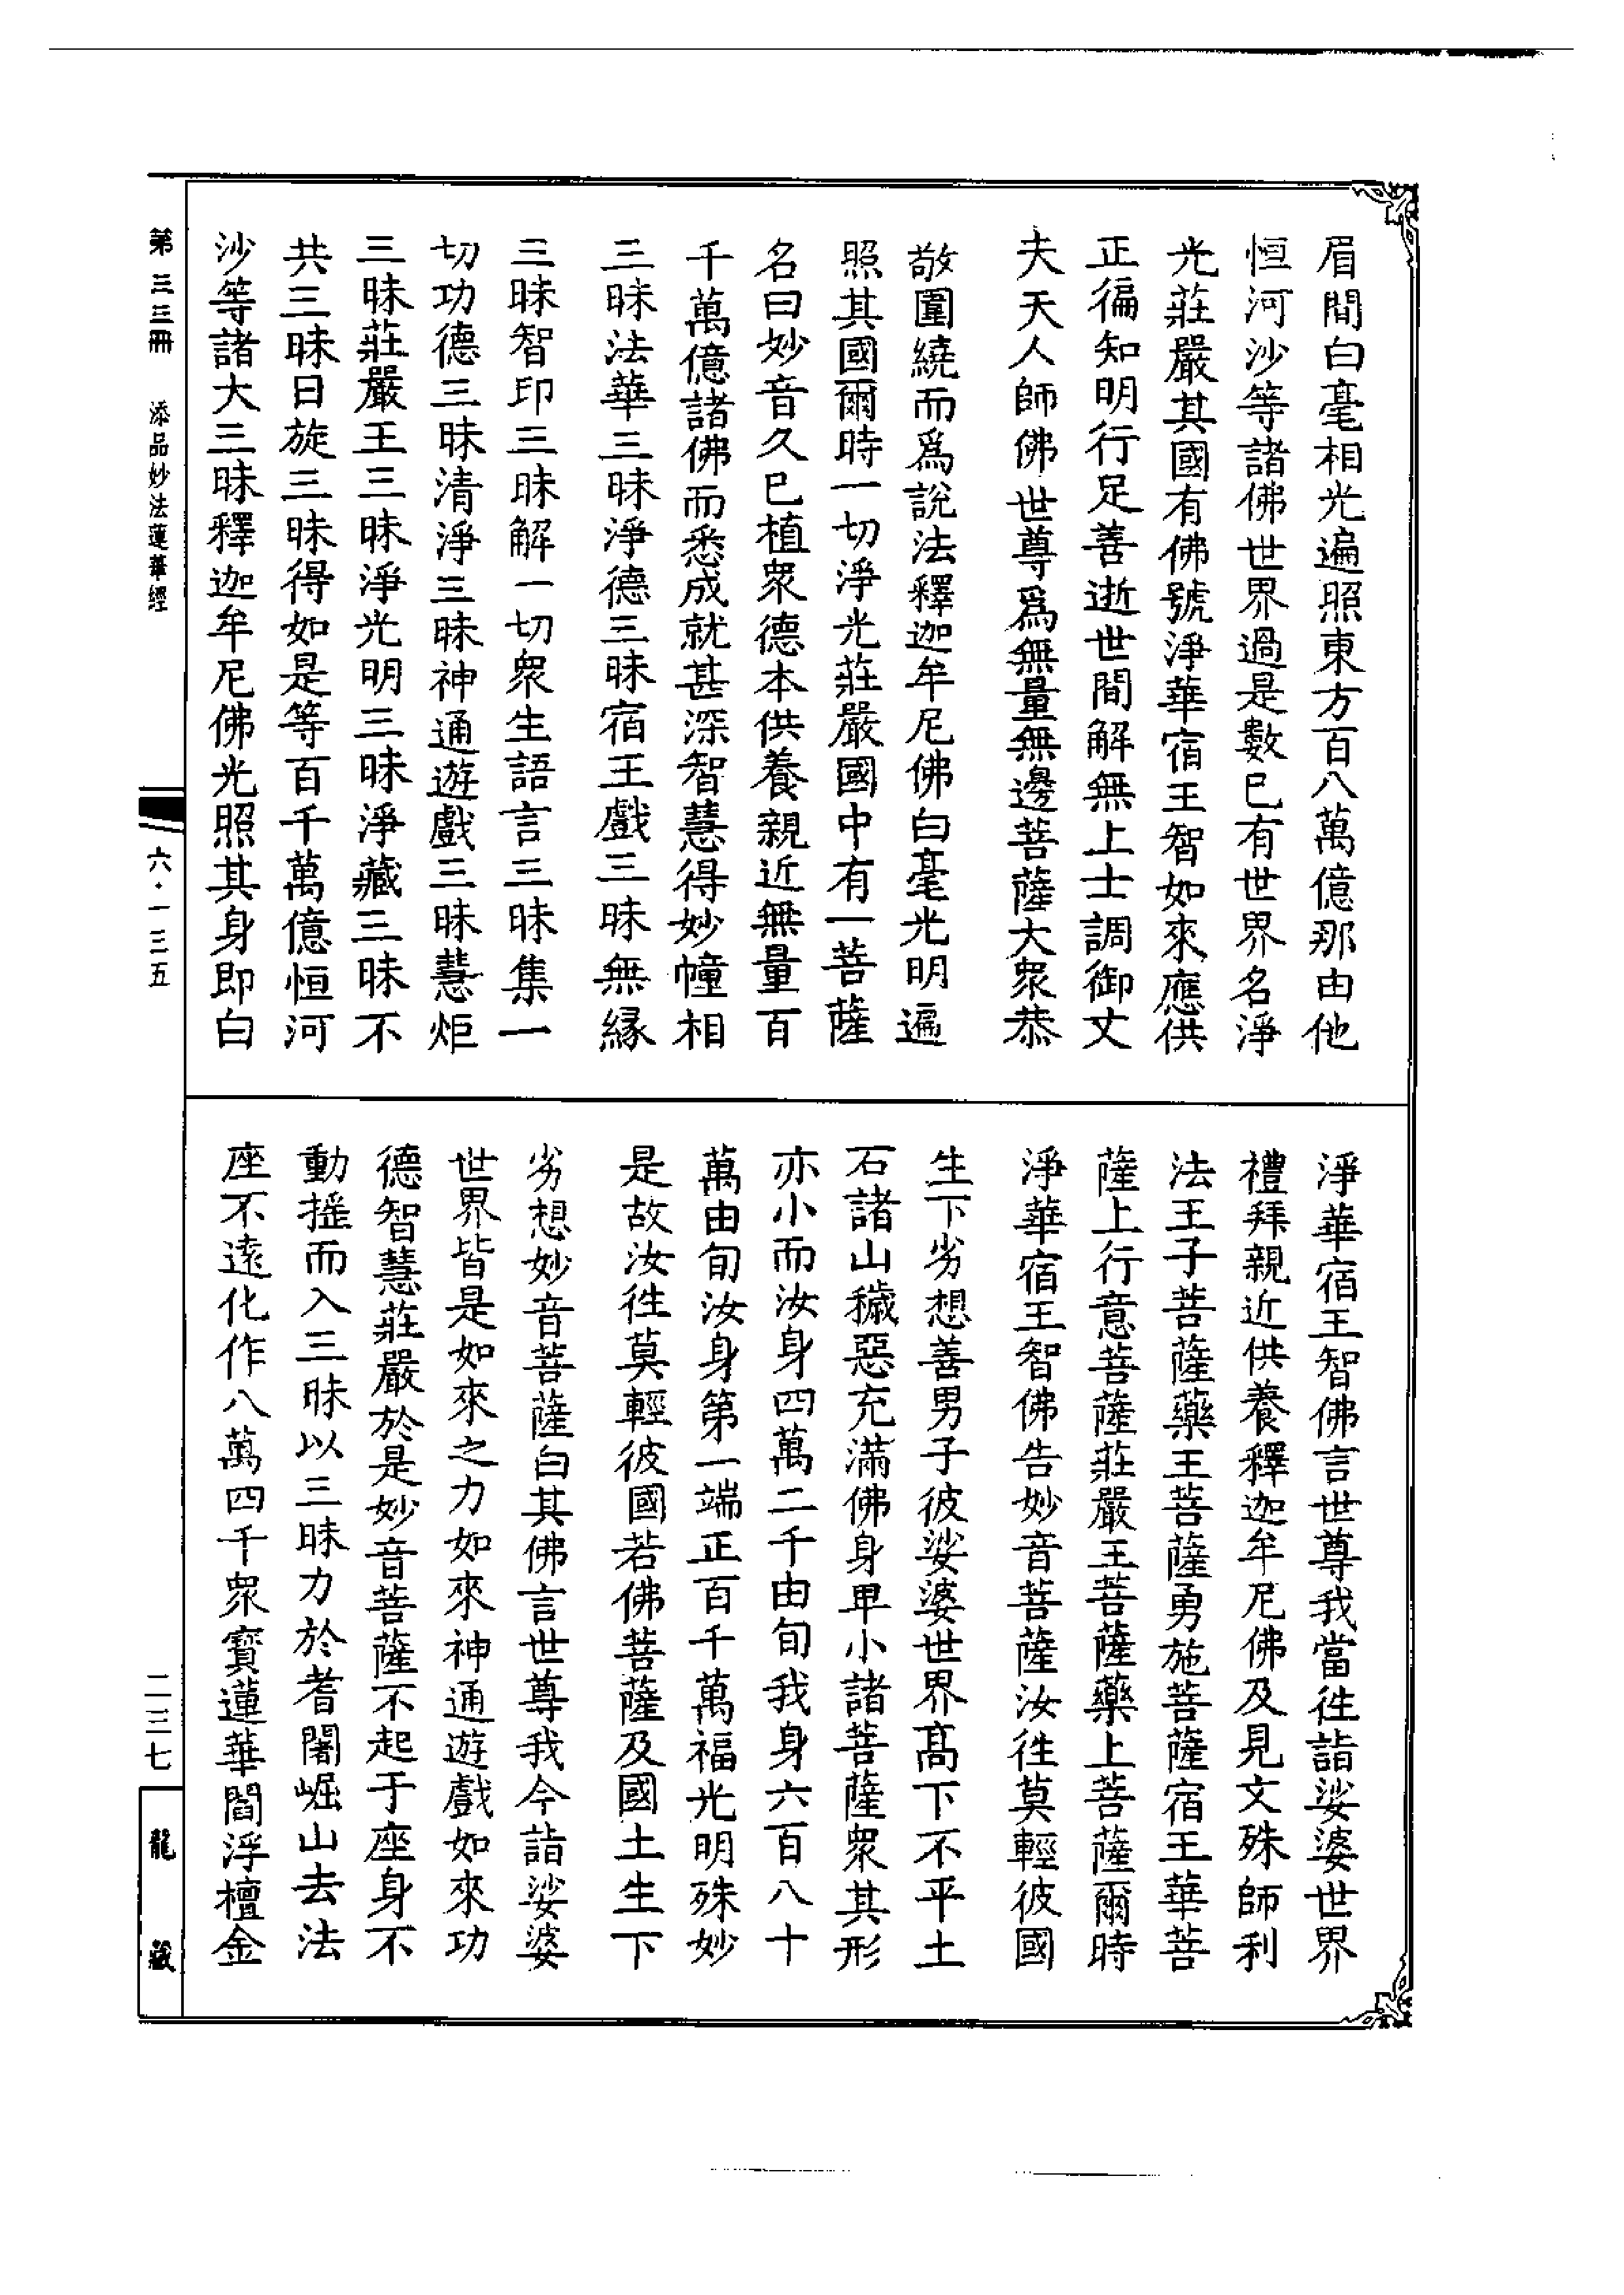 眉間白毫相光遍照東方百八萬億那由他
恒河沙等諸佛世界過是數已有世界名淨
光莊嚴其國有佛號淨華宿王智如來應供
正徧知明行足善逝世間解無上士調御丈
夫天人師佛世尊爲無量無邊菩薩大衆恭
敬圍繞而爲說法釋迦牟尼佛白毫光明遍
照其國爾時一切淨光莊嚴國中有一菩薩
名曰妙音久已植衆德本供養親近無量百
千萬億諸佛而悉成就甚深智慧得妙幢相
三昧法華三昧淨德三昧宿王戲三昧無緣
三昧智印三昧解一切衆生語言三昧集一
切功德三昧清淨三昧神通遊戲三昧慧炬
三昧莊嚴王三昧淨光明三昧淨藏三昧不
共三昧日旋三昧得如是等百千萬億恒河
沙等諸大三昧釋迦牟尼佛光照其身即白
淨華宿王智佛言世尊我當往詣娑婆世界
禮拜親近供養釋迦牟尼佛及見文殊師利
法王子菩薩藥王菩薩勇施菩薩宿王華菩
薩上行意菩薩莊嚴王菩薩藥上菩薩爾時
淨華宿王智佛告妙音菩薩汝往莫輕彼國
生下劣想善男子彼娑婆世界髙下不平土
石諸山穢惡充滿佛身卑小諸菩薩衆其形
亦小而汝身四萬二千由旬我身六百八十
萬由旬汝身第一端正百千萬福光明殊妙
是故汝往莫輕彼國若佛菩薩及國土生下
劣想妙音菩薩白其佛言世尊我今詣娑婆
世界皆是如來之力如來神通遊戲如來功
德智慧莊嚴於是妙音菩薩不起于座身不
動搖而入三昧以三昧力於耆闍崛山去法
座不遠化作八萬四千衆寶蓮華閻浮檀金
第三三冊 添品妙法蓮華經
六·一三五
二三七
龍藏